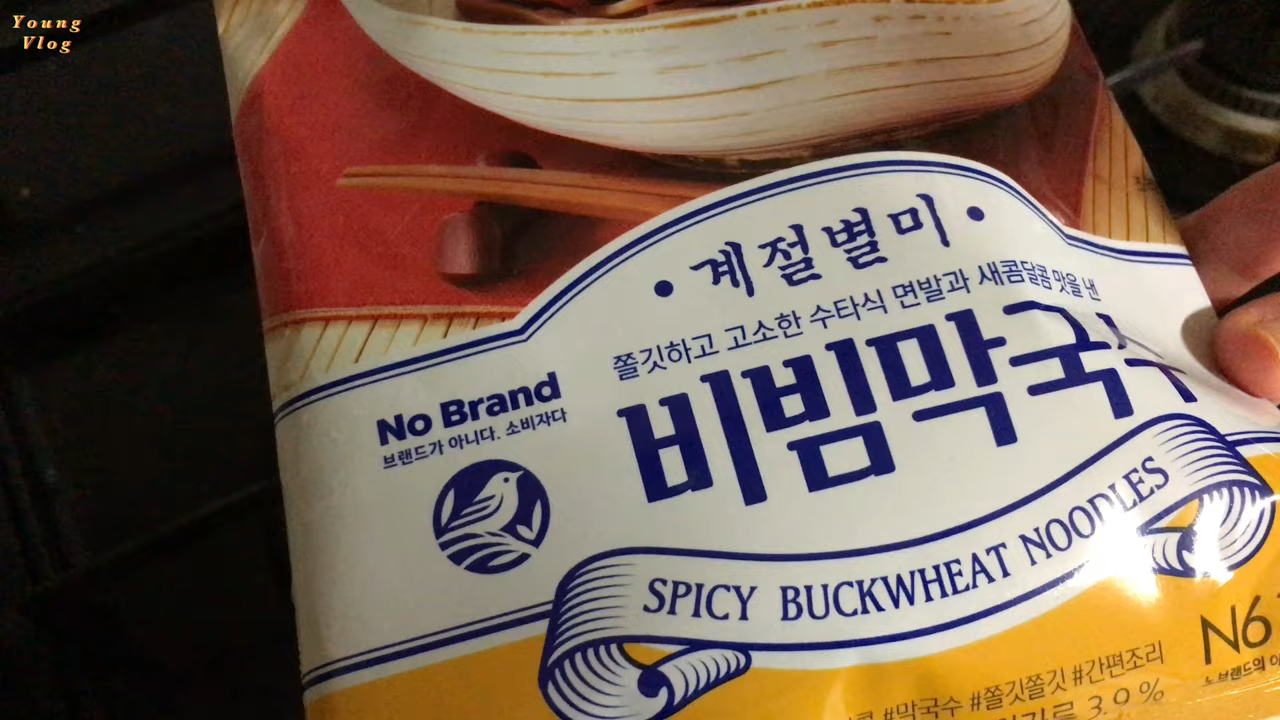 Young
Vlog
계절별미
쫄깃하고 고소한 수타식 면발과 새콤달콤 맛을 낸
비빔막국수
No Brand
브랜드가 아니다. 소비자다
SPICY BUCKWHEAT NOODLES
#막국수 #쫄깃쫄깃 #간편조리
3.9%
N6